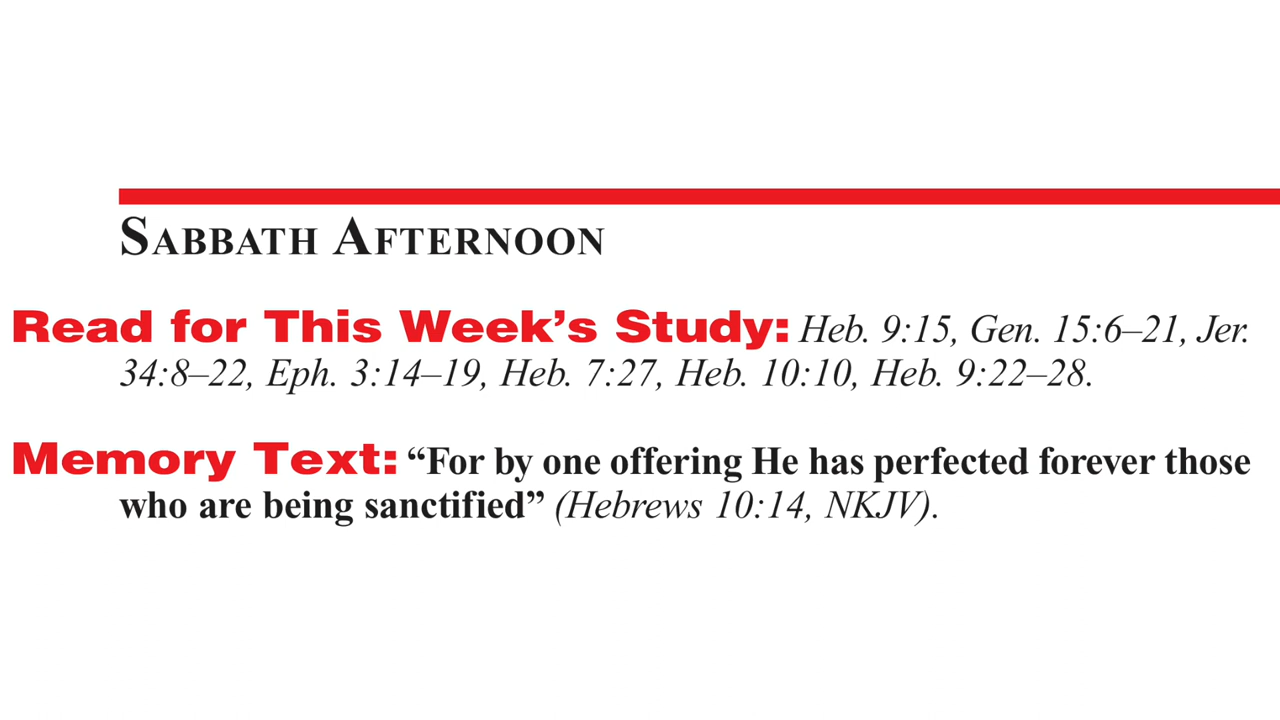 SABBATH AFTERNOON
Read for This Week’s Study: Heb. 9:15, Gen. 15:6–21, Jer.
34:8–22, Eph. 3:14–19, Heb. 7:27, Heb. 10:10, Heb. 9:22–28.
Memory Text: “For by one offering He has perfected forever those
who are being sanctified” (Hebrews 10:14, NKJV).